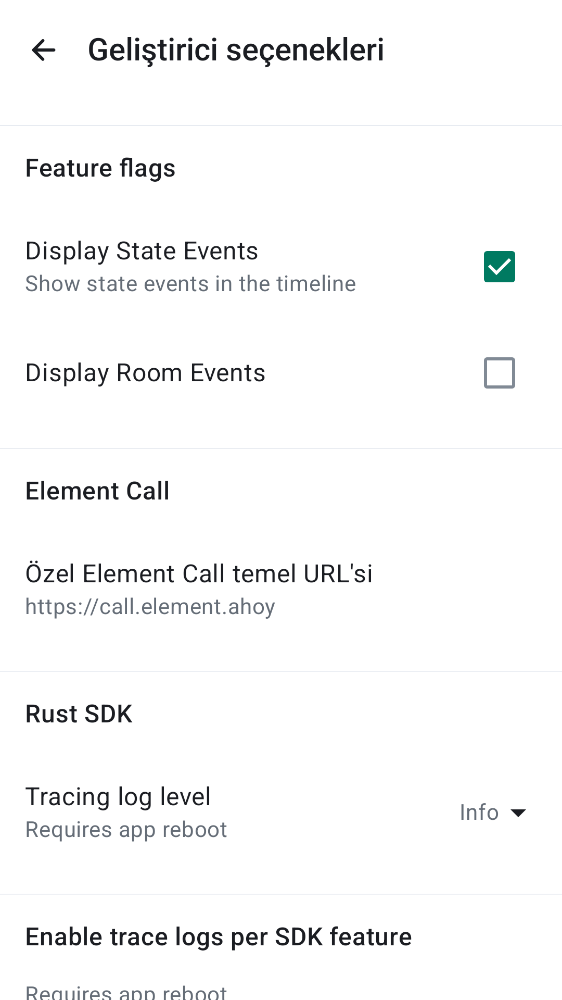 Geliştirici seçenekleri
Feature flags
Display State Events
Show state events in the timeline
Display Room Events
Element Call
Özel Element Call temel URL'si
https://call.element.ahoy
Rust SDK
Tracing log level
Requires app reboot
Info
Enable trace logs per SDK feature
Requires app reboot